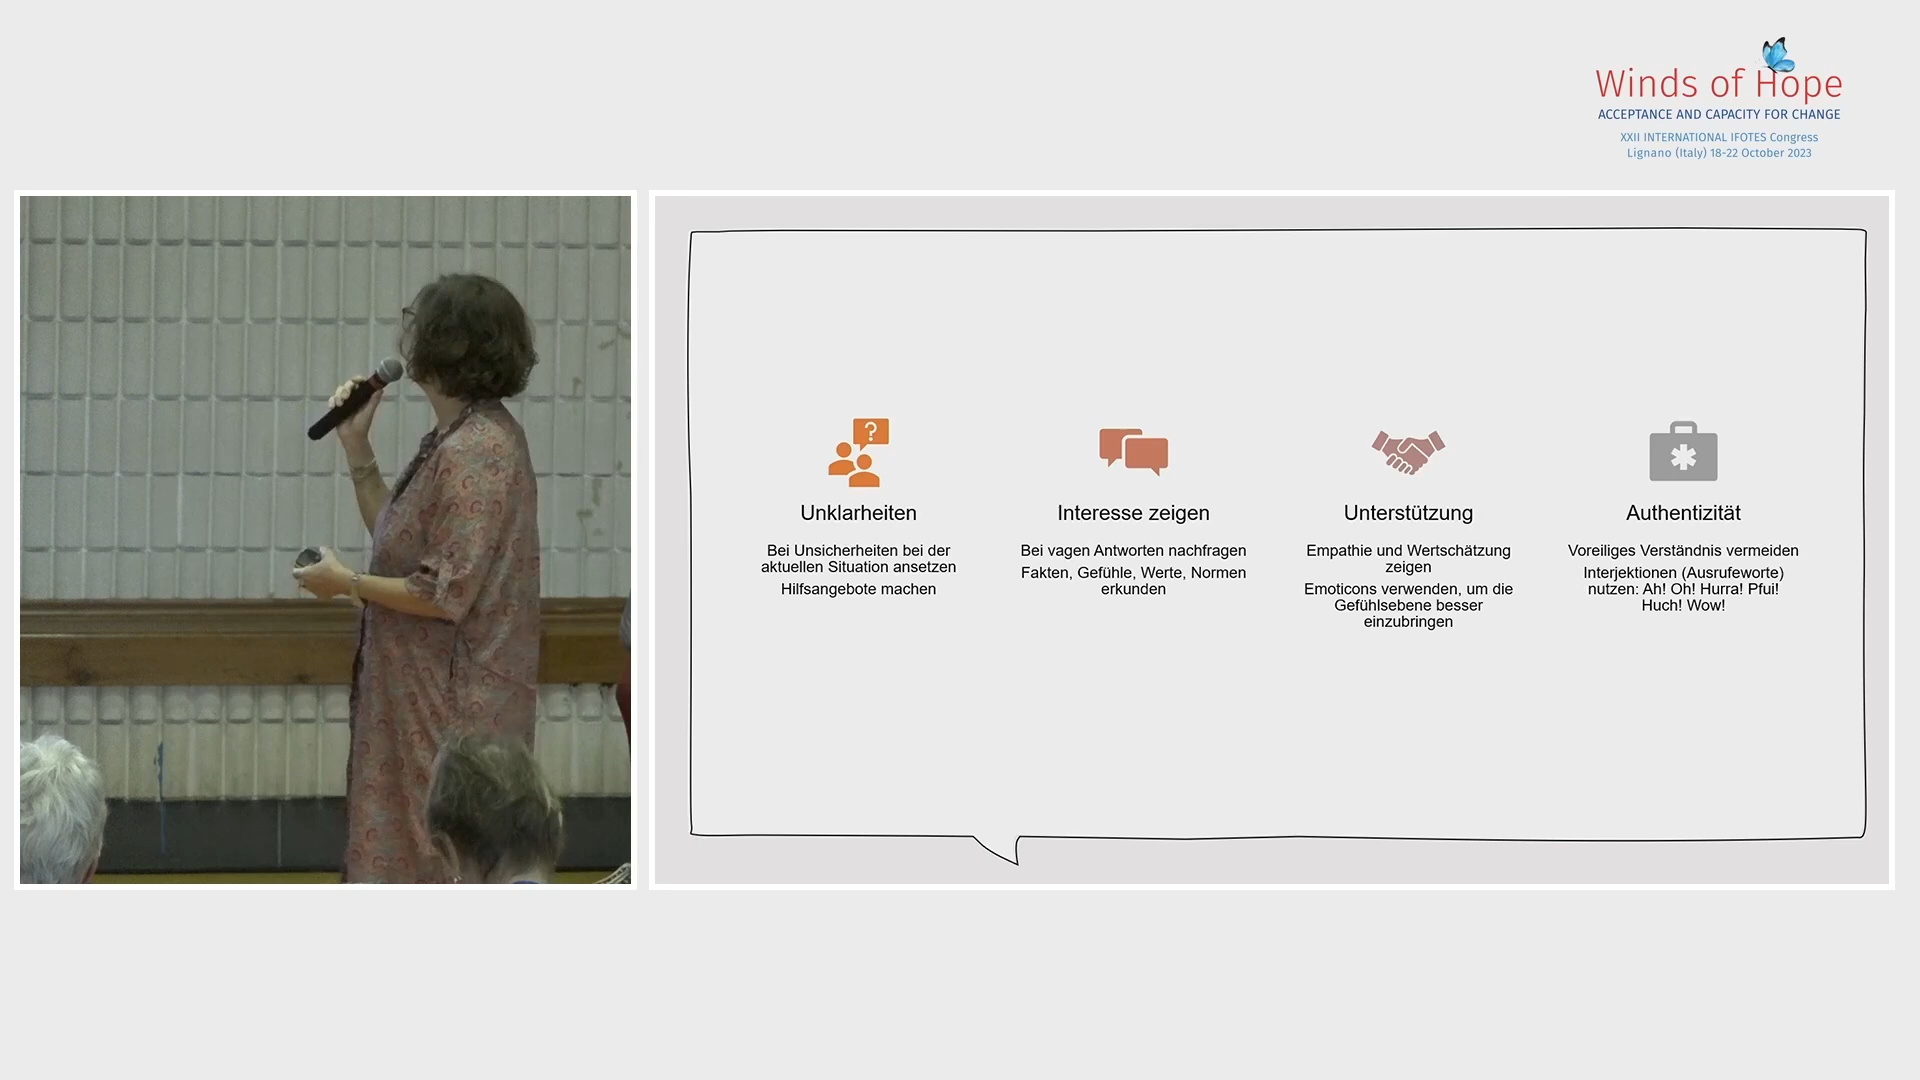 Winds of Hope
ACCEPTANCE AND CAPACITY FOR CHANGE
XXII INTERNATIONAL IFOTES Congress
Lignano (Italy) 18-22 October 2023
?
Unklarheiten
Bei Unsicherheiten bei der
aktuellen Situation ansetzen
Hilfsangebote machen
Interesse zeigen
Bei vagen Antworten nachfragen
Fakten, Gefühle, Werte, Normen
erkunden
Unterstützung
Empathie und Wertschätzung
zeigen
Emoticons verwenden, um die
Gefühlsebene besser
einzubringen
Authentizität
Voreiliges Verständnis vermeiden
Interjektionen (Ausrufeworte)
nutzen: Ah! Oh! Hurra! Pfui!
Huch! Wow!